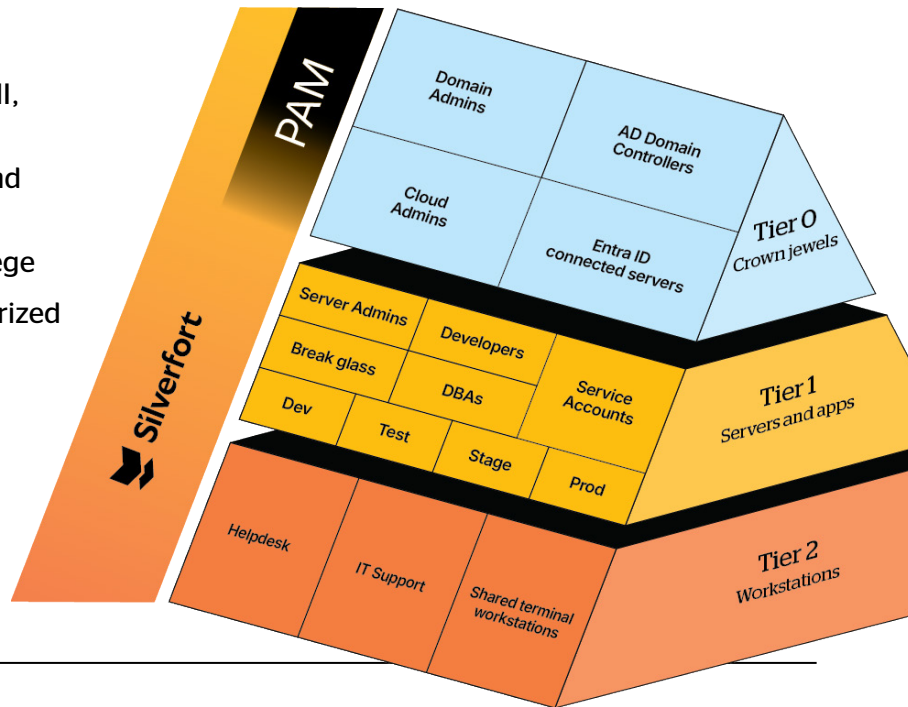 ll,
nd
ege
rized
PAM
Silverfort
Domain
Admins
AD Domain
Controllers
Cloud
Admins
Entra ID
connected servers
Tier 0
Crown jewels
Server Admins
Developers
Break glass
DBAs
Service
Accounts
Dev
Test
Stage
Prod
Tier 1
Servers and apps
Helpdesk
IT Support
Shared terminal
workstations
Tier 2
Workstations